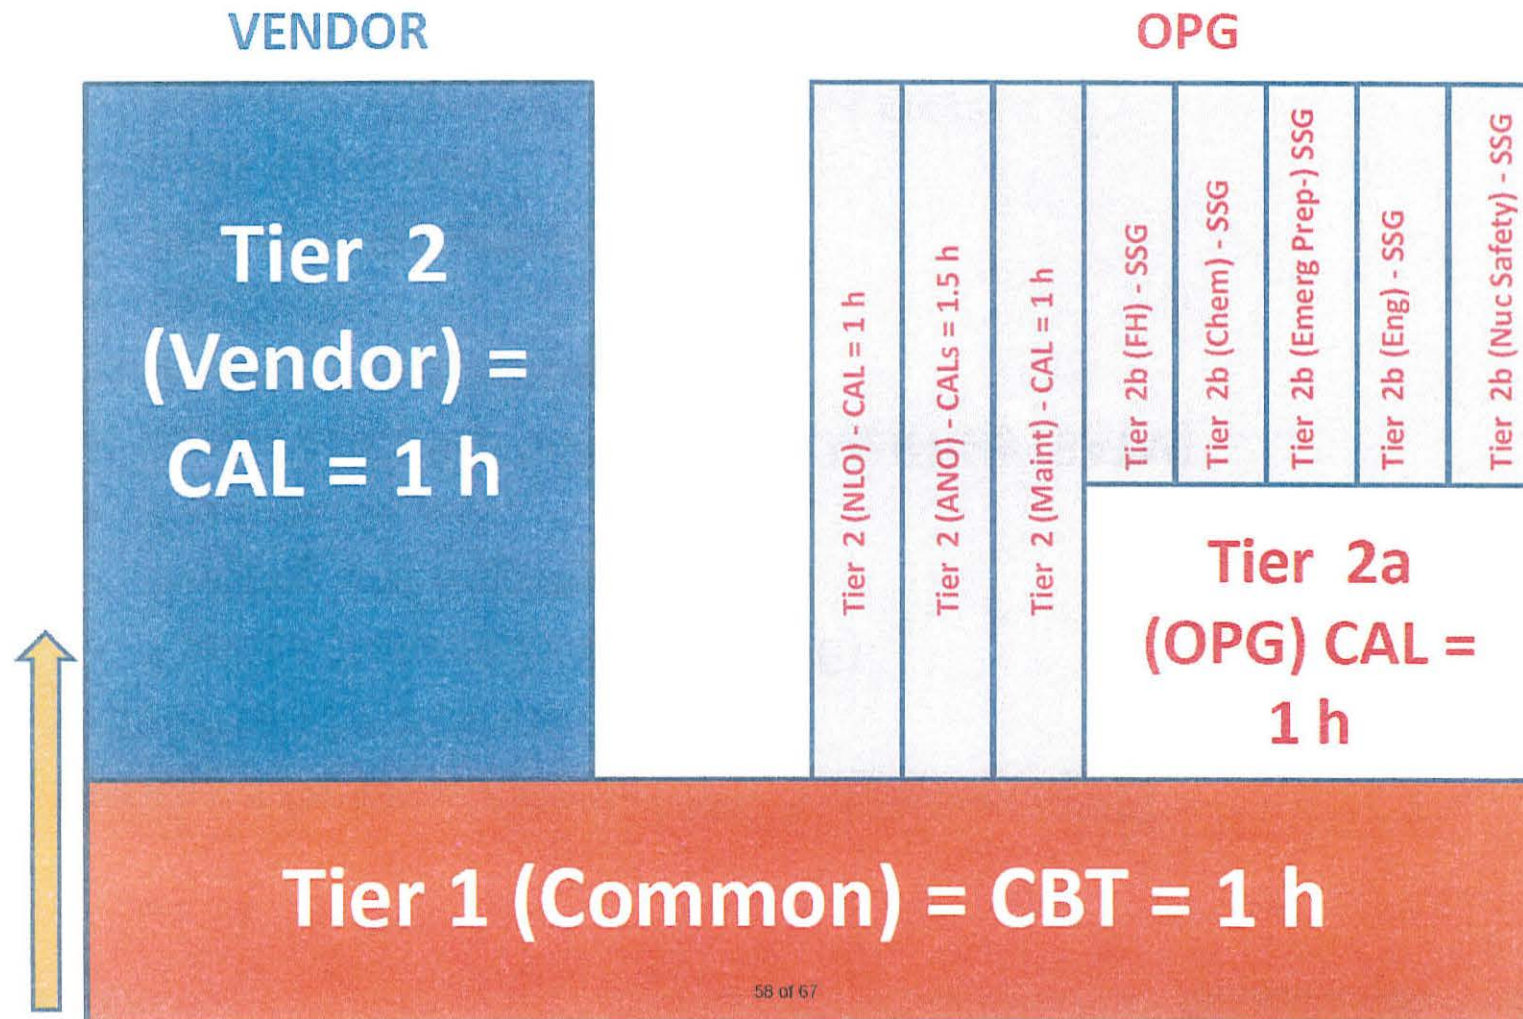 VENDOR
OPG
Tier 2
(Vendor) =
CAL = 1 h
Tier 2 (NLO) - CAL = 1 h
Tier 2 (ANO) - CALs = 1.5 h
Tier 2 (Maint) - CAL = 1 h
Tier 2b (FH) - SSG
Tier 2b (Chem) - SSG
Tier 2b (Emerg Prep-) SSG
Tier 2b (Eng) - SSG
Tier 2b (Nuc Safety) - SSG
Tier 2a
(OPG) CAL =
1 h
Tier 1 (Common) = CBT = 1 h
58 of 67